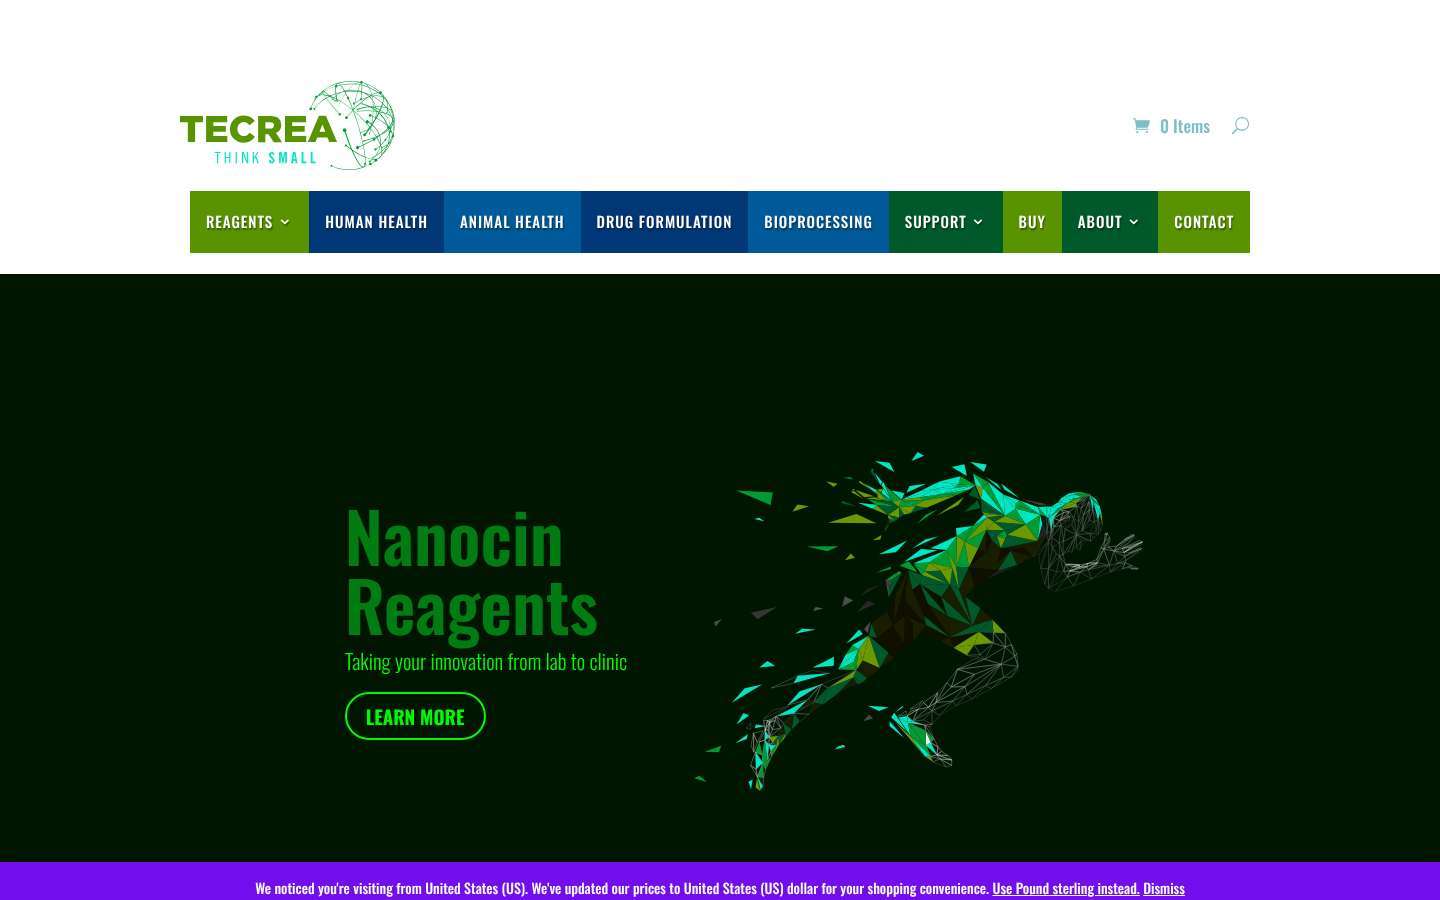 TECREA
THINK SMALL
0 Items
REAGENTS
HUMAN HEALTH
ANIMAL HEALTH
DRUG FORMULATION
BIOPROCESSING
SUPPORT
BUY
ABOUT
CONTACT
Nanocin
Reagents
Taking your innovation from lab to clinic
LEARN MORE
We noticed you're visiting from United States (US). We've updated our prices to United States (US) dollar for your shopping convenience. Use Pound sterling instead. Dismiss